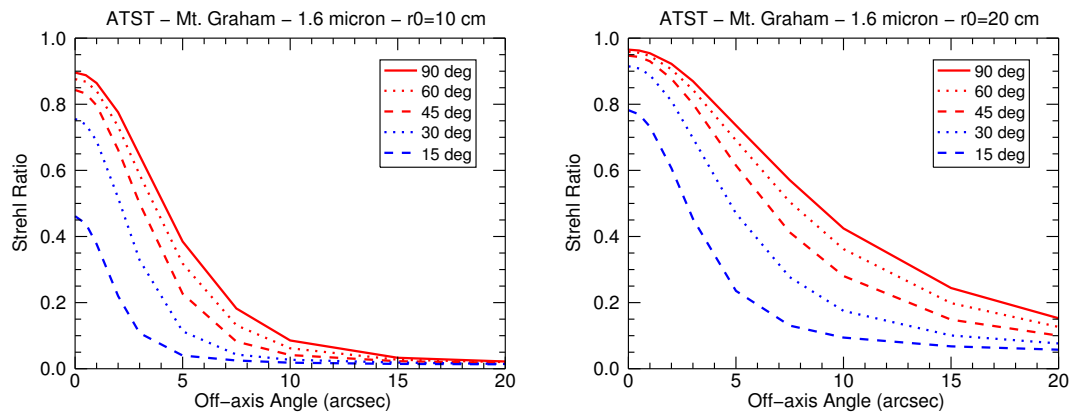 ATST − Mt. Graham − 1.6 micron − r0=10 cm
1.0
0.8
0.6
0.4
0.2
0.0
Strehl Ratio
90 deg
60 deg
45 deg
30 deg
15 deg
0 5 10 15 20
Off−axis Angle (arcsec)
ATST − Mt. Graham − 1.6 micron − r0=20 cm
1.0
0.8
0.6
0.4
0.2
0.0
Strehl Ratio
90 deg
60 deg
45 deg
30 deg
15 deg
0 5 10 15 20
Off−axis Angle (arcsec)